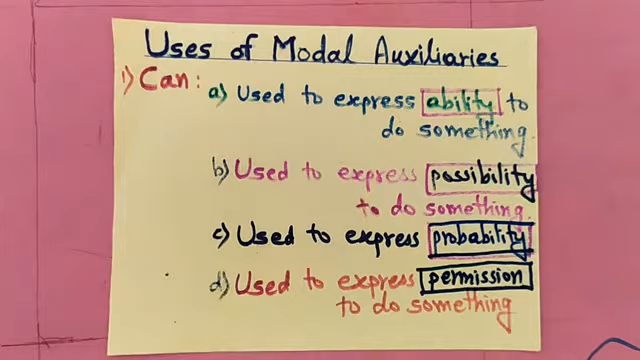 Uses of Modal Auxiliaries
1) Can:
a) Used to express ability to
do something.
b) Used to express possibility
to do something.
c) Used to express probability
d) Used to express permission
to do something